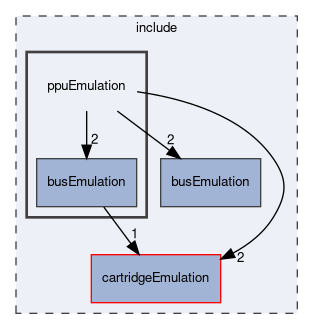 include
ppuEmulation
2
2
busEmulation
busEmulation
1
2
cartridgeEmulation